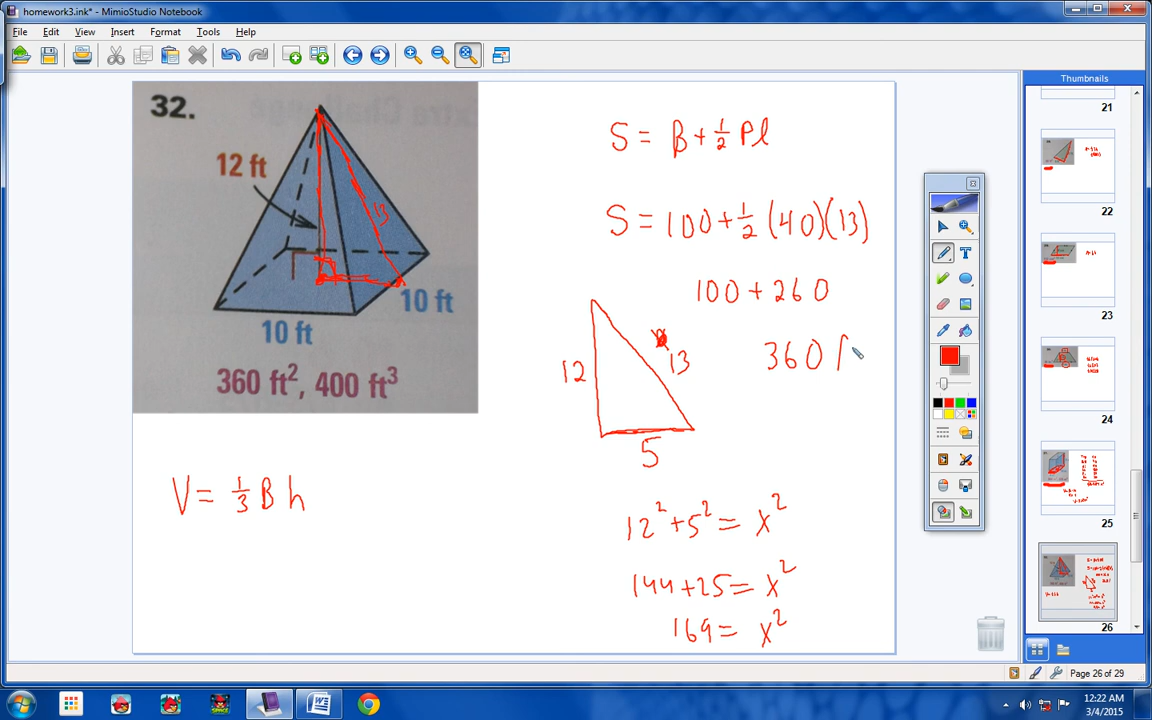 homework3.ink* - MimioStudio Notebook
File Edit View Insert Format Tools Help
32.
12 ft
10 ft
10 ft
360 ft², 400 ft³
13
S = B + 1/2 Pl
S = 100 + 1/2 (40)(13)
100 + 260
360 f
12
13
5
V = 1/3 B h
12² + 5² = x²
144 + 25 = x²
169 = x²
Thumbnails
21
22
23
24
25
26
Page 26 of 29
12:22 AM
3/4/2015